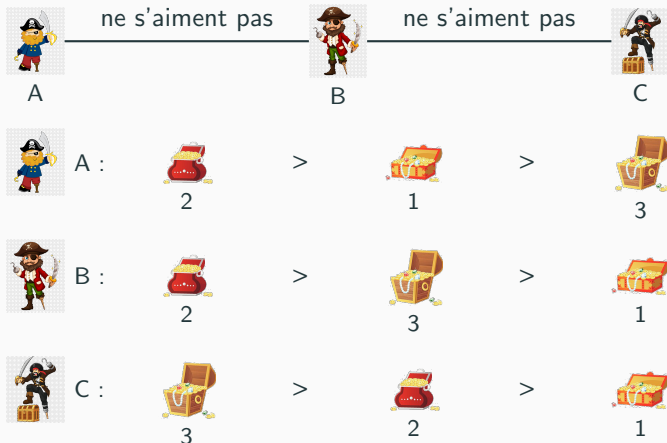 ne s'aiment pas ne s'aiment pas
A B C
A : > >
2 1 3
B : > >
2 3 1
C : > >
3 2 1